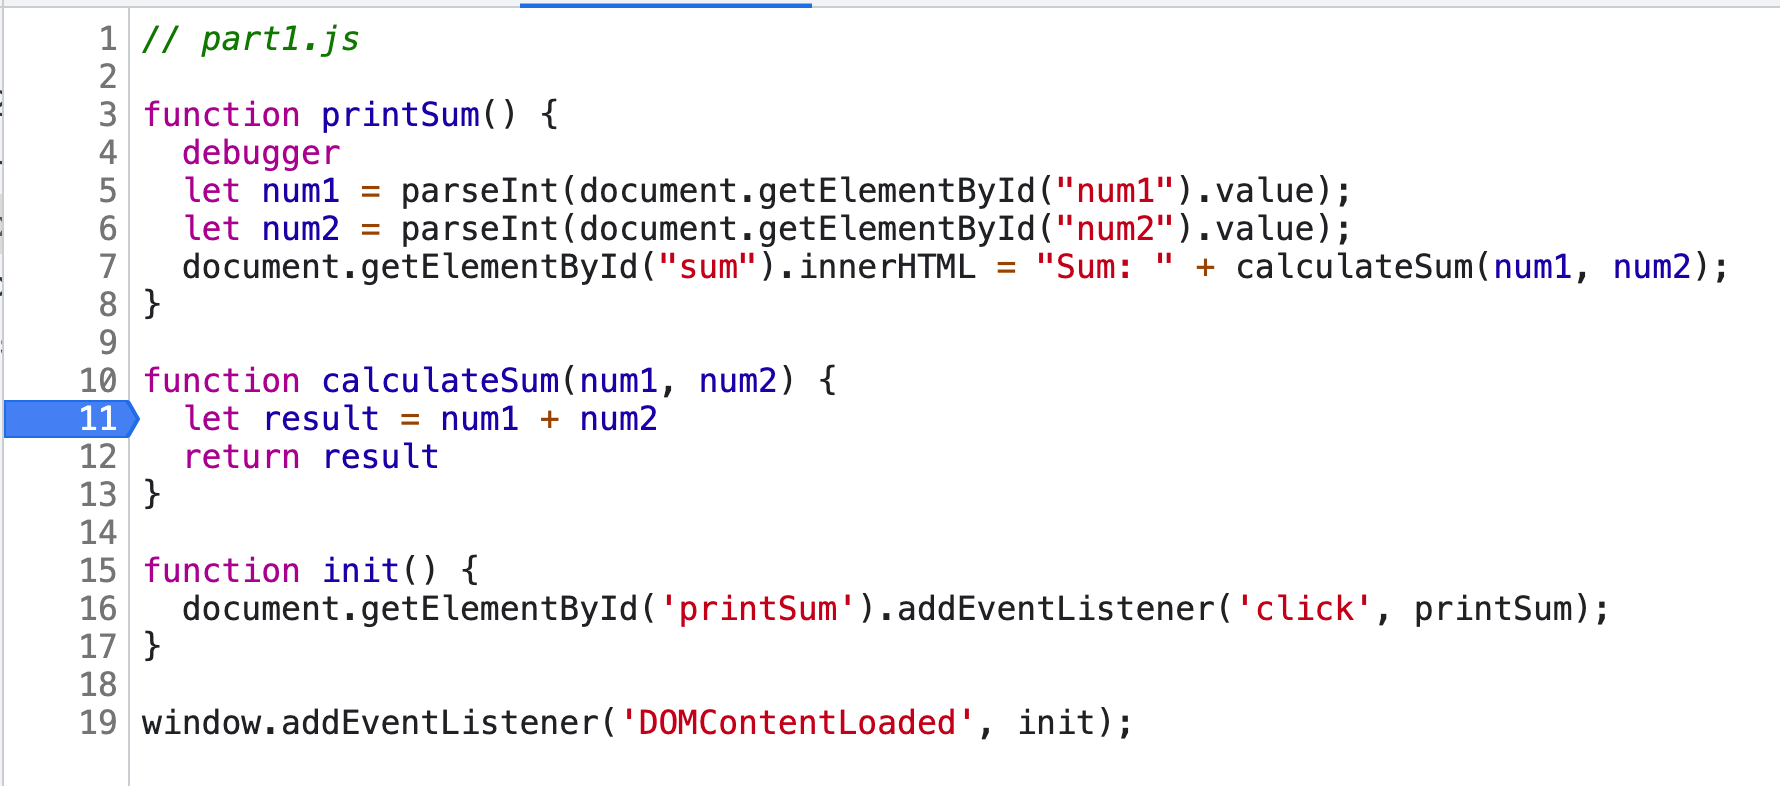 1 // part1.js
2
3 function printSum() {
4   debugger
5   let num1 = parseInt(document.getElementById("num1").value);
6   let num2 = parseInt(document.getElementById("num2").value);
7   document.getElementById("sum").innerHTML = "Sum: " + calculateSum(num1, num2);
8 }
9
10 function calculateSum(num1, num2) {
11   let result = num1 + num2
12   return result
13 }
14
15 function init() {
16   document.getElementById('printSum').addEventListener('click', printSum);
17 }
18
19 window.addEventListener('DOMContentLoaded', init);